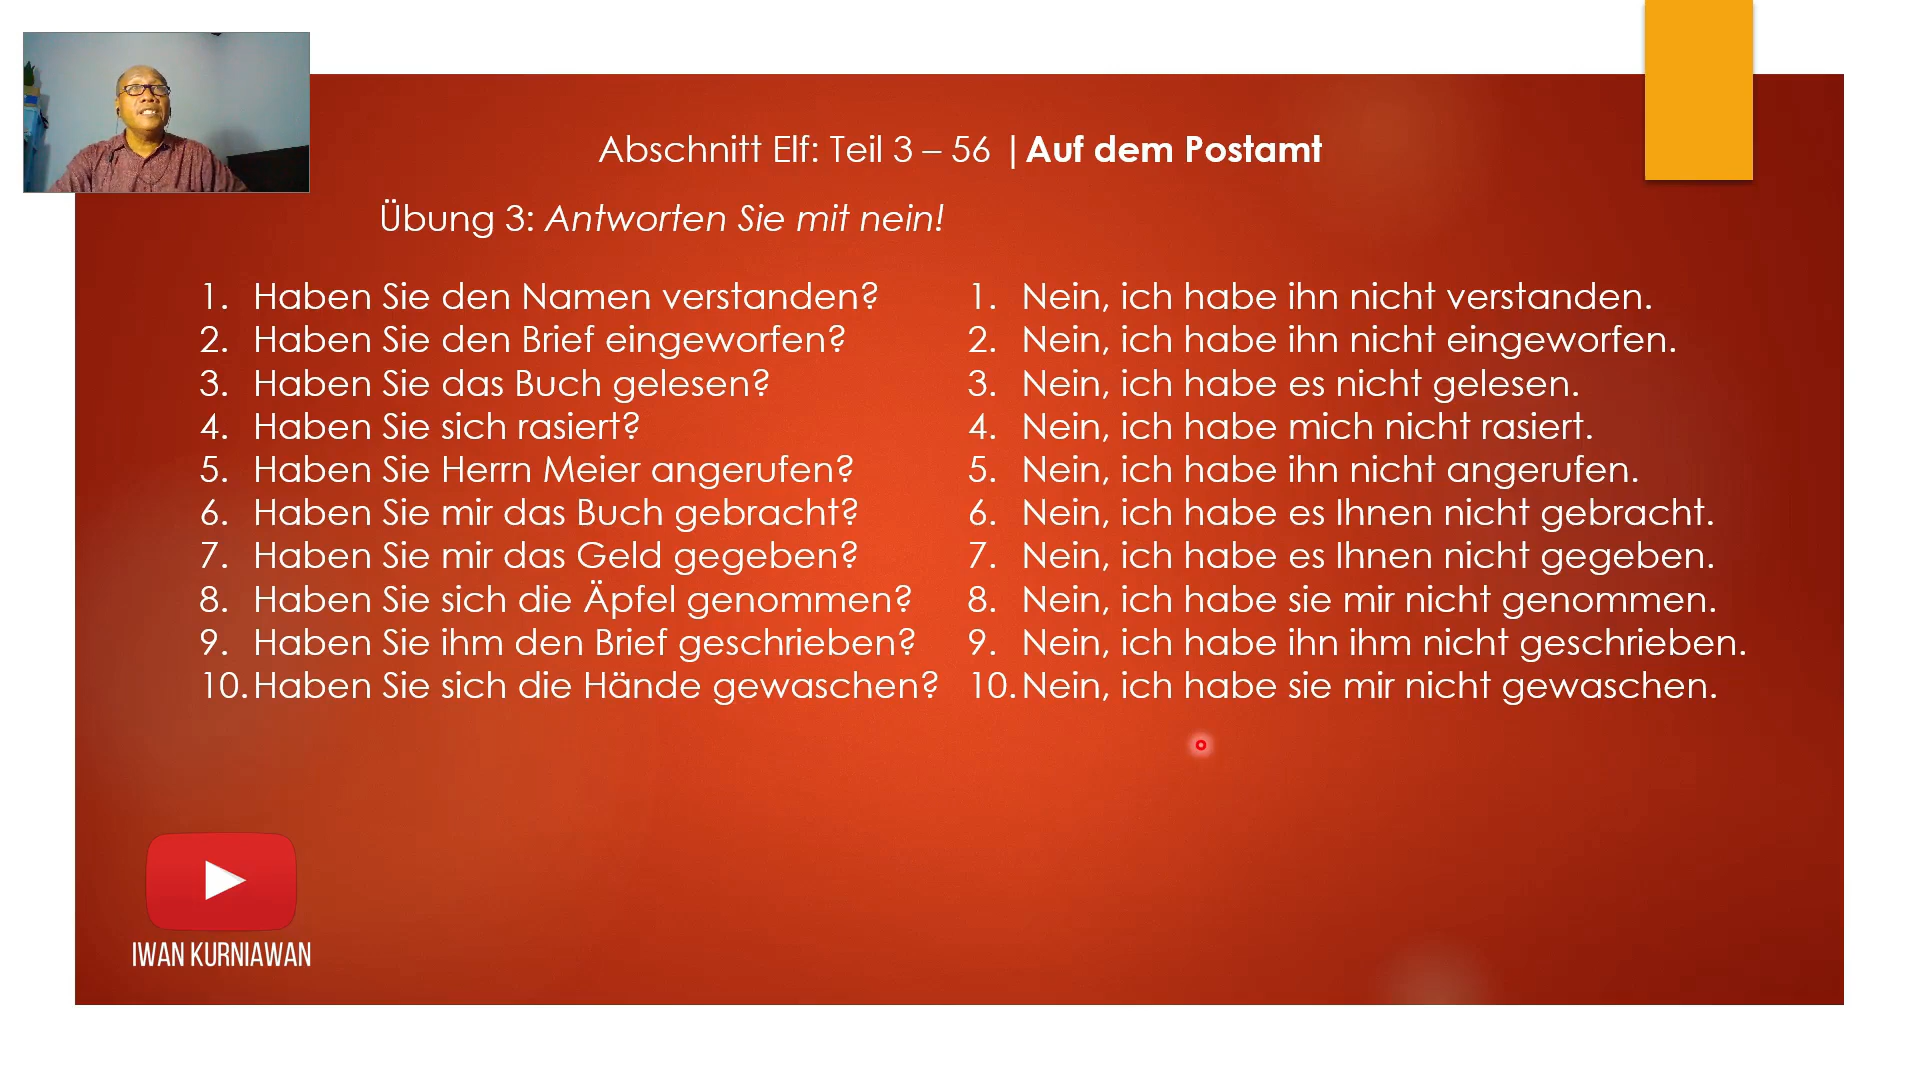 Abschnitt Elf: Teil 3 – 56 |Auf dem Postamt
Übung 3: Antworten Sie mit nein!
1. Haben Sie den Namen verstanden?
2. Haben Sie den Brief eingeworfen?
3. Haben Sie das Buch gelesen?
4. Haben Sie sich rasiert?
5. Haben Sie Herrn Meier angerufen?
6. Haben Sie mir das Buch gebracht?
7. Haben Sie mir das Geld gegeben?
8. Haben Sie sich die Äpfel genommen?
9. Haben Sie ihm den Brief geschrieben?
10. Haben Sie sich die Hände gewaschen?
1. Nein, ich habe ihn nicht verstanden.
2. Nein, ich habe ihn nicht eingeworfen.
3. Nein, ich habe es nicht gelesen.
4. Nein, ich habe mich nicht rasiert.
5. Nein, ich habe ihn nicht angerufen.
6. Nein, ich habe es Ihnen nicht gebracht.
7. Nein, ich habe es Ihnen nicht gegeben.
8. Nein, ich habe sie mir nicht genommen.
9. Nein, ich habe ihn ihm nicht geschrieben.
10. Nein, ich habe sie mir nicht gewaschen.
IWAN KURNIAWAN